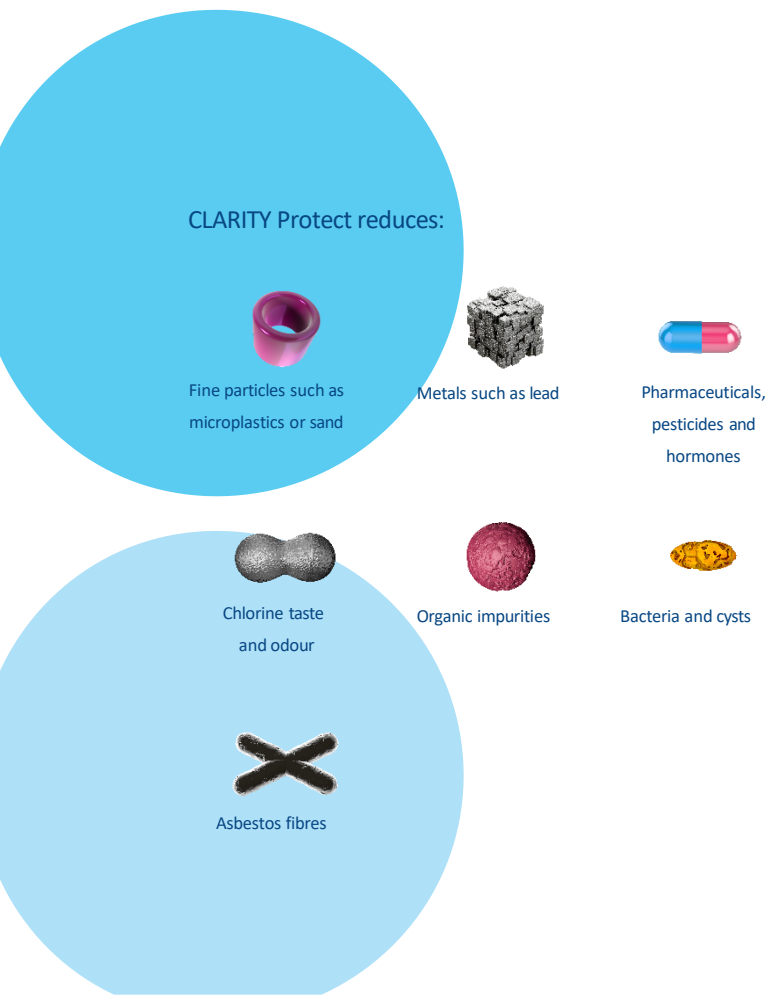 CLARITY Protect reduces:
Fine particles such as
microplastics or sand
Metals such as lead
Pharmaceuticals,
pesticides and
hormones
Chlorine taste
and odour
Organic impurities
Bacteria and cysts
Asbestos fibres